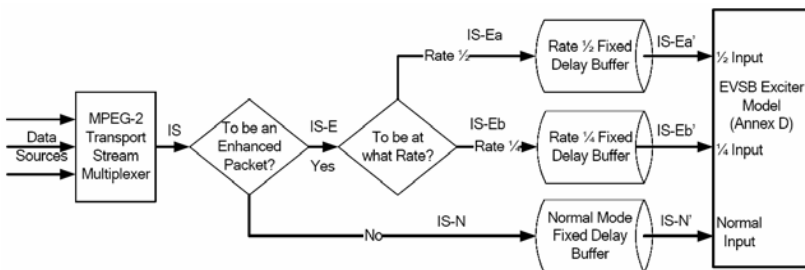 Data
Sources
MPEG-2
Transport
Stream
Multiplexer
IS
To be an
Enhanced
Packet?
IS-E
Yes
To be at
what Rate?
IS-Ea
Rate ½
Rate ½ Fixed
Delay Buffer
IS-Ea'
½ Input
IS-Eb
Rate ¼
Rate ¼ Fixed
Delay Buffer
IS-Eb'
¼ Input
No
IS-N
Normal Mode
Fixed Delay
Buffer
IS-N'
Normal
Input
EVSB Exciter
Model
(Annex D)